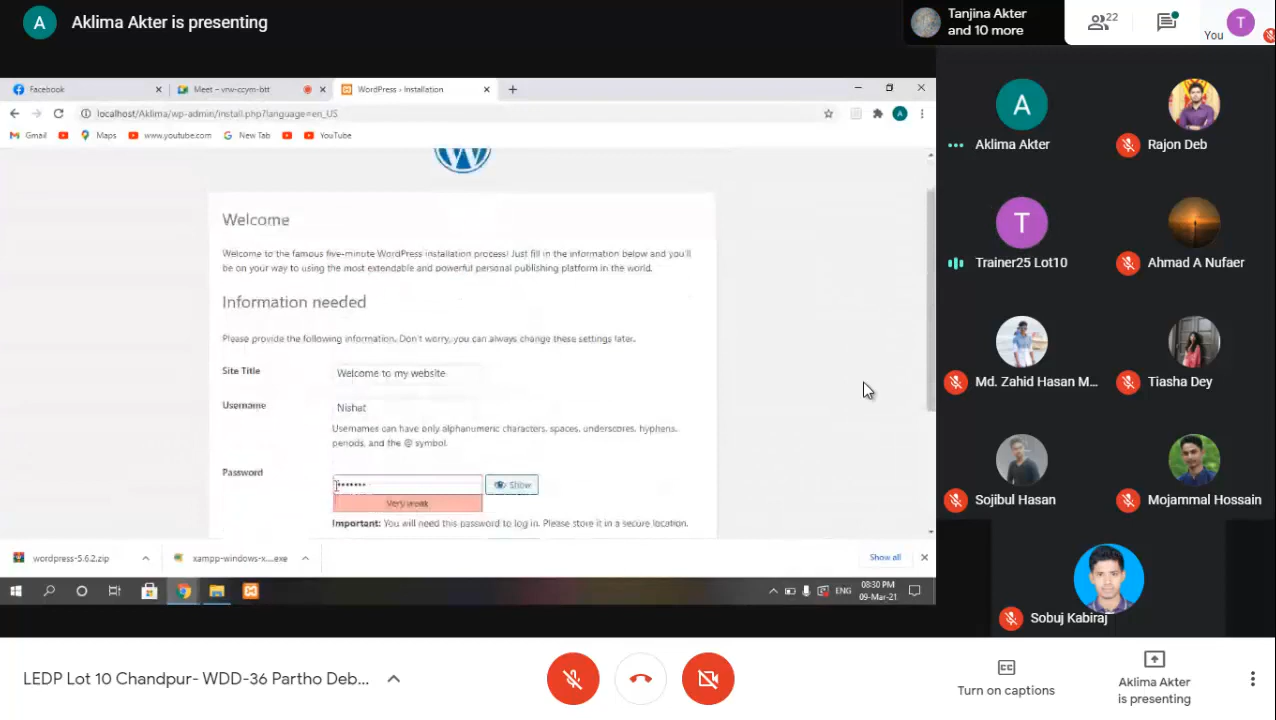 A
Aklima Akter is presenting
Tanjina Akter
and 10 more
22
You
T
Facebook
Meet – vrw-ccym-btt
WordPress › Installation
localhost/Aklima/wp-admin/install.php?language=en_US
A
Gmail
Maps
www.youtube.com
New Tab
YouTube
W
Welcome
Welcome to the famous five-minute WordPress installation process! Just fill in the information below and you'll
be on your way to using the most extendable and powerful personal publishing platform in the world.
Information needed
Please provide the following information. Don't worry, you can always change these settings later.
Site Title
Welcome to my website
Username
Nishat
Usernames can have only alphanumeric characters, spaces, underscores, hyphens,
periods, and the @ symbol.
Password
•••••••
Show
Very weak
Important: You will need this password to log in. Please store it in a secure location.
wordpress-5.6.2.zip
xampp-windows-x....exe
Show all
ENG
08:30 PM
09-Mar-21
A
Aklima Akter
Rajon Deb
T
Trainer25 Lot10
Ahmad A Nufaer
Md. Zahid Hasan M...
Tiasha Dey
Sojibul Hasan
Mojammal Hossain
Sobuj Kabiraj
LEDP Lot 10 Chandpur- WDD-36 Partho Deb...
CC
Turn on captions
Aklima Akter
is presenting